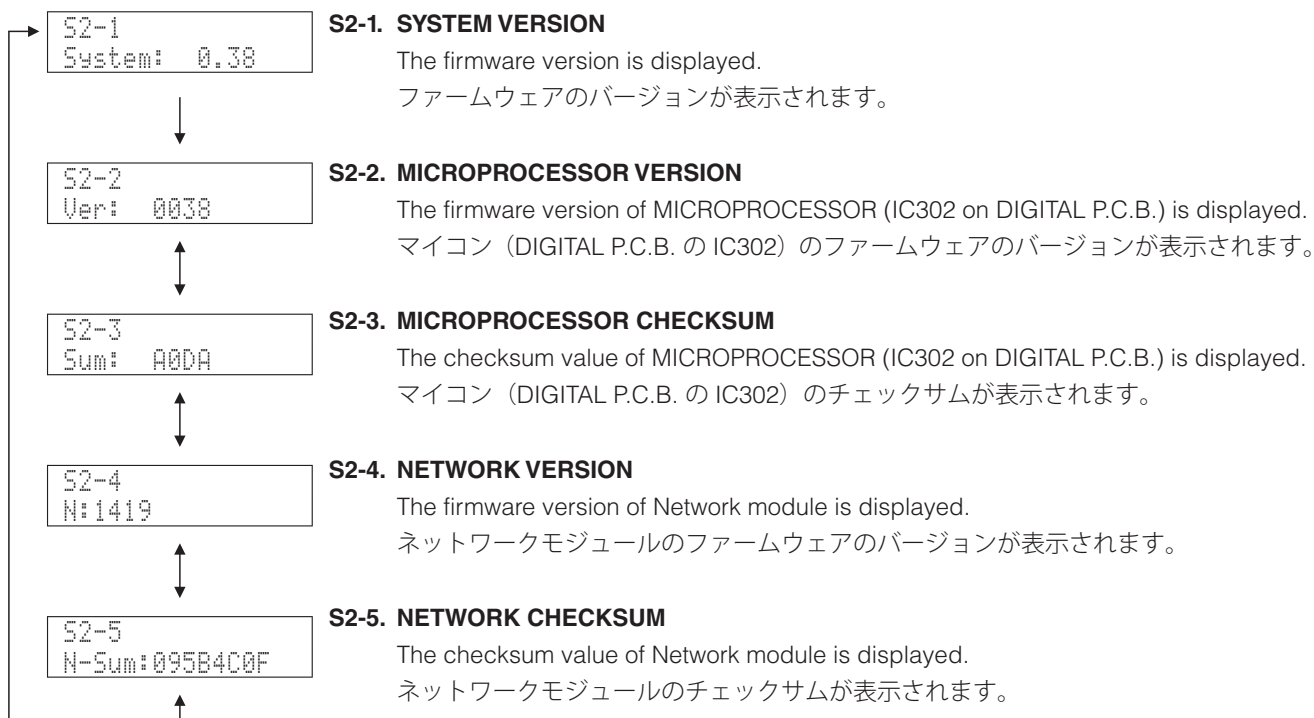 S2-1
System: 0.38
S2-1. SYSTEM VERSION
The firmware version is displayed.
ファームウェアのバージョンが表示されます。
S2-2
Ver: 0038
S2-2. MICROPROCESSOR VERSION
The firmware version of MICROPROCESSOR (IC302 on DIGITAL P.C.B.) is displayed.
マイコン（DIGITAL P.C.B. の IC302）のファームウェアのバージョンが表示されます。
S2-3
Sum: A0DA
S2-3. MICROPROCESSOR CHECKSUM
The checksum value of MICROPROCESSOR (IC302 on DIGITAL P.C.B.) is displayed.
マイコン（DIGITAL P.C.B. の IC302）のチェックサムが表示されます。
S2-4
N:1419
S2-4. NETWORK VERSION
The firmware version of Network module is displayed.
ネットワークモジュールのファームウェアのバージョンが表示されます。
S2-5
N-Sum:095B4C0F
S2-5. NETWORK CHECKSUM
The checksum value of Network module is displayed.
ネットワークモジュールのチェックサムが表示されます。